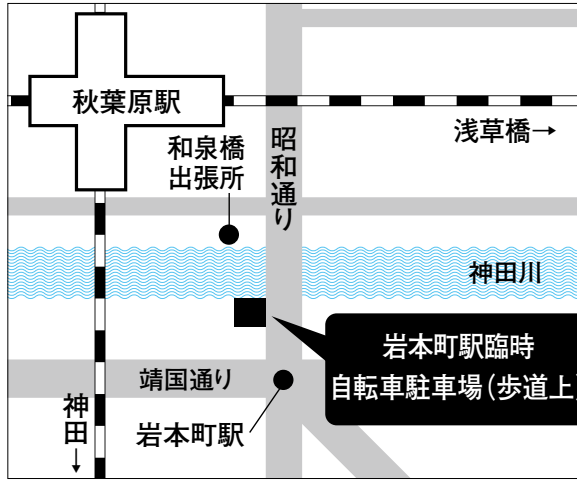 秋葉原駅
浅草橋→
和泉橋
出張所
昭和通り
神田川
岩本町駅臨時
自転車駐車場(歩道上)
靖国通り
岩本町駅
神田↓